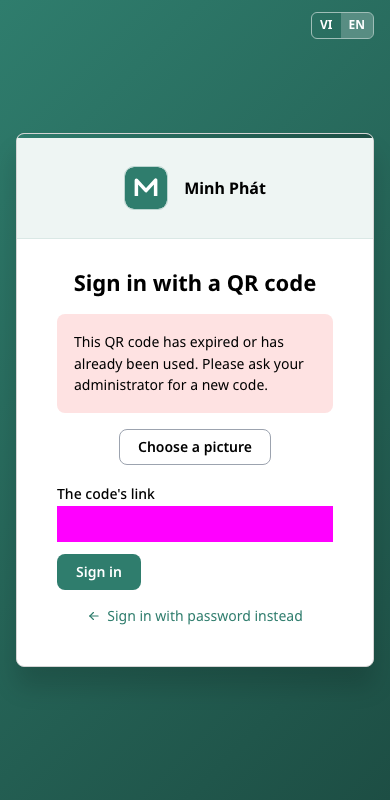 VI EN
Minh Phát
Sign in with a QR code
This QR code has expired or has
already been used. Please ask your
administrator for a new code.
Choose a picture
The code's link
Sign in
← Sign in with password instead